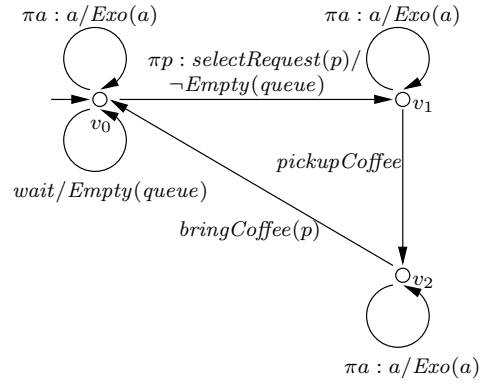 πa : a/Exo(a)
πa : a/Exo(a)
πp : selectRequest(p)/
¬Empty(queue)
v₀
v₁
pickupCoffee
wait/Empty(queue)
bringCoffee(p)
v₂
πa : a/Exo(a)